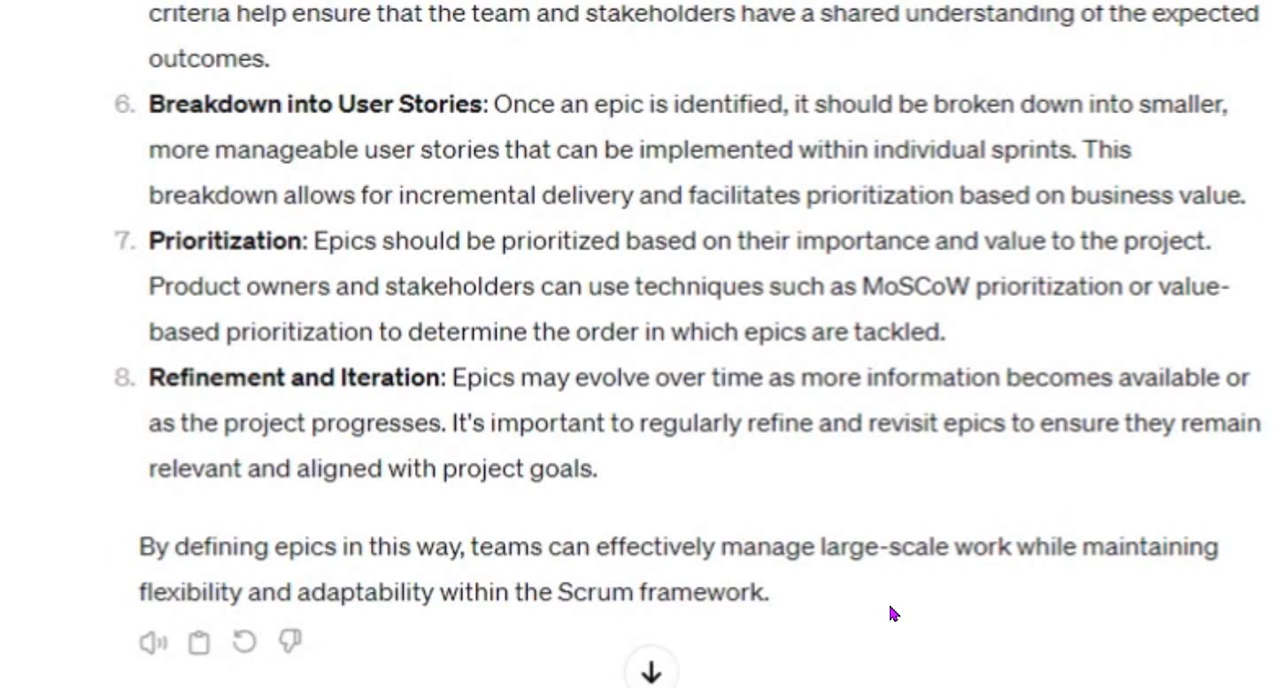 criteria help ensure that the team and stakeholders have a shared understanding of the expected
outcomes.
6. Breakdown into User Stories: Once an epic is identified, it should be broken down into smaller,
more manageable user stories that can be implemented within individual sprints. This
breakdown allows for incremental delivery and facilitates prioritization based on business value.
7. Prioritization: Epics should be prioritized based on their importance and value to the project.
Product owners and stakeholders can use techniques such as MoSCoW prioritization or value-
based prioritization to determine the order in which epics are tackled.
8. Refinement and Iteration: Epics may evolve over time as more information becomes available or
as the project progresses. It's important to regularly refine and revisit epics to ensure they remain
relevant and aligned with project goals.
By defining epics in this way, teams can effectively manage large-scale work while maintaining
flexibility and adaptability within the Scrum framework.